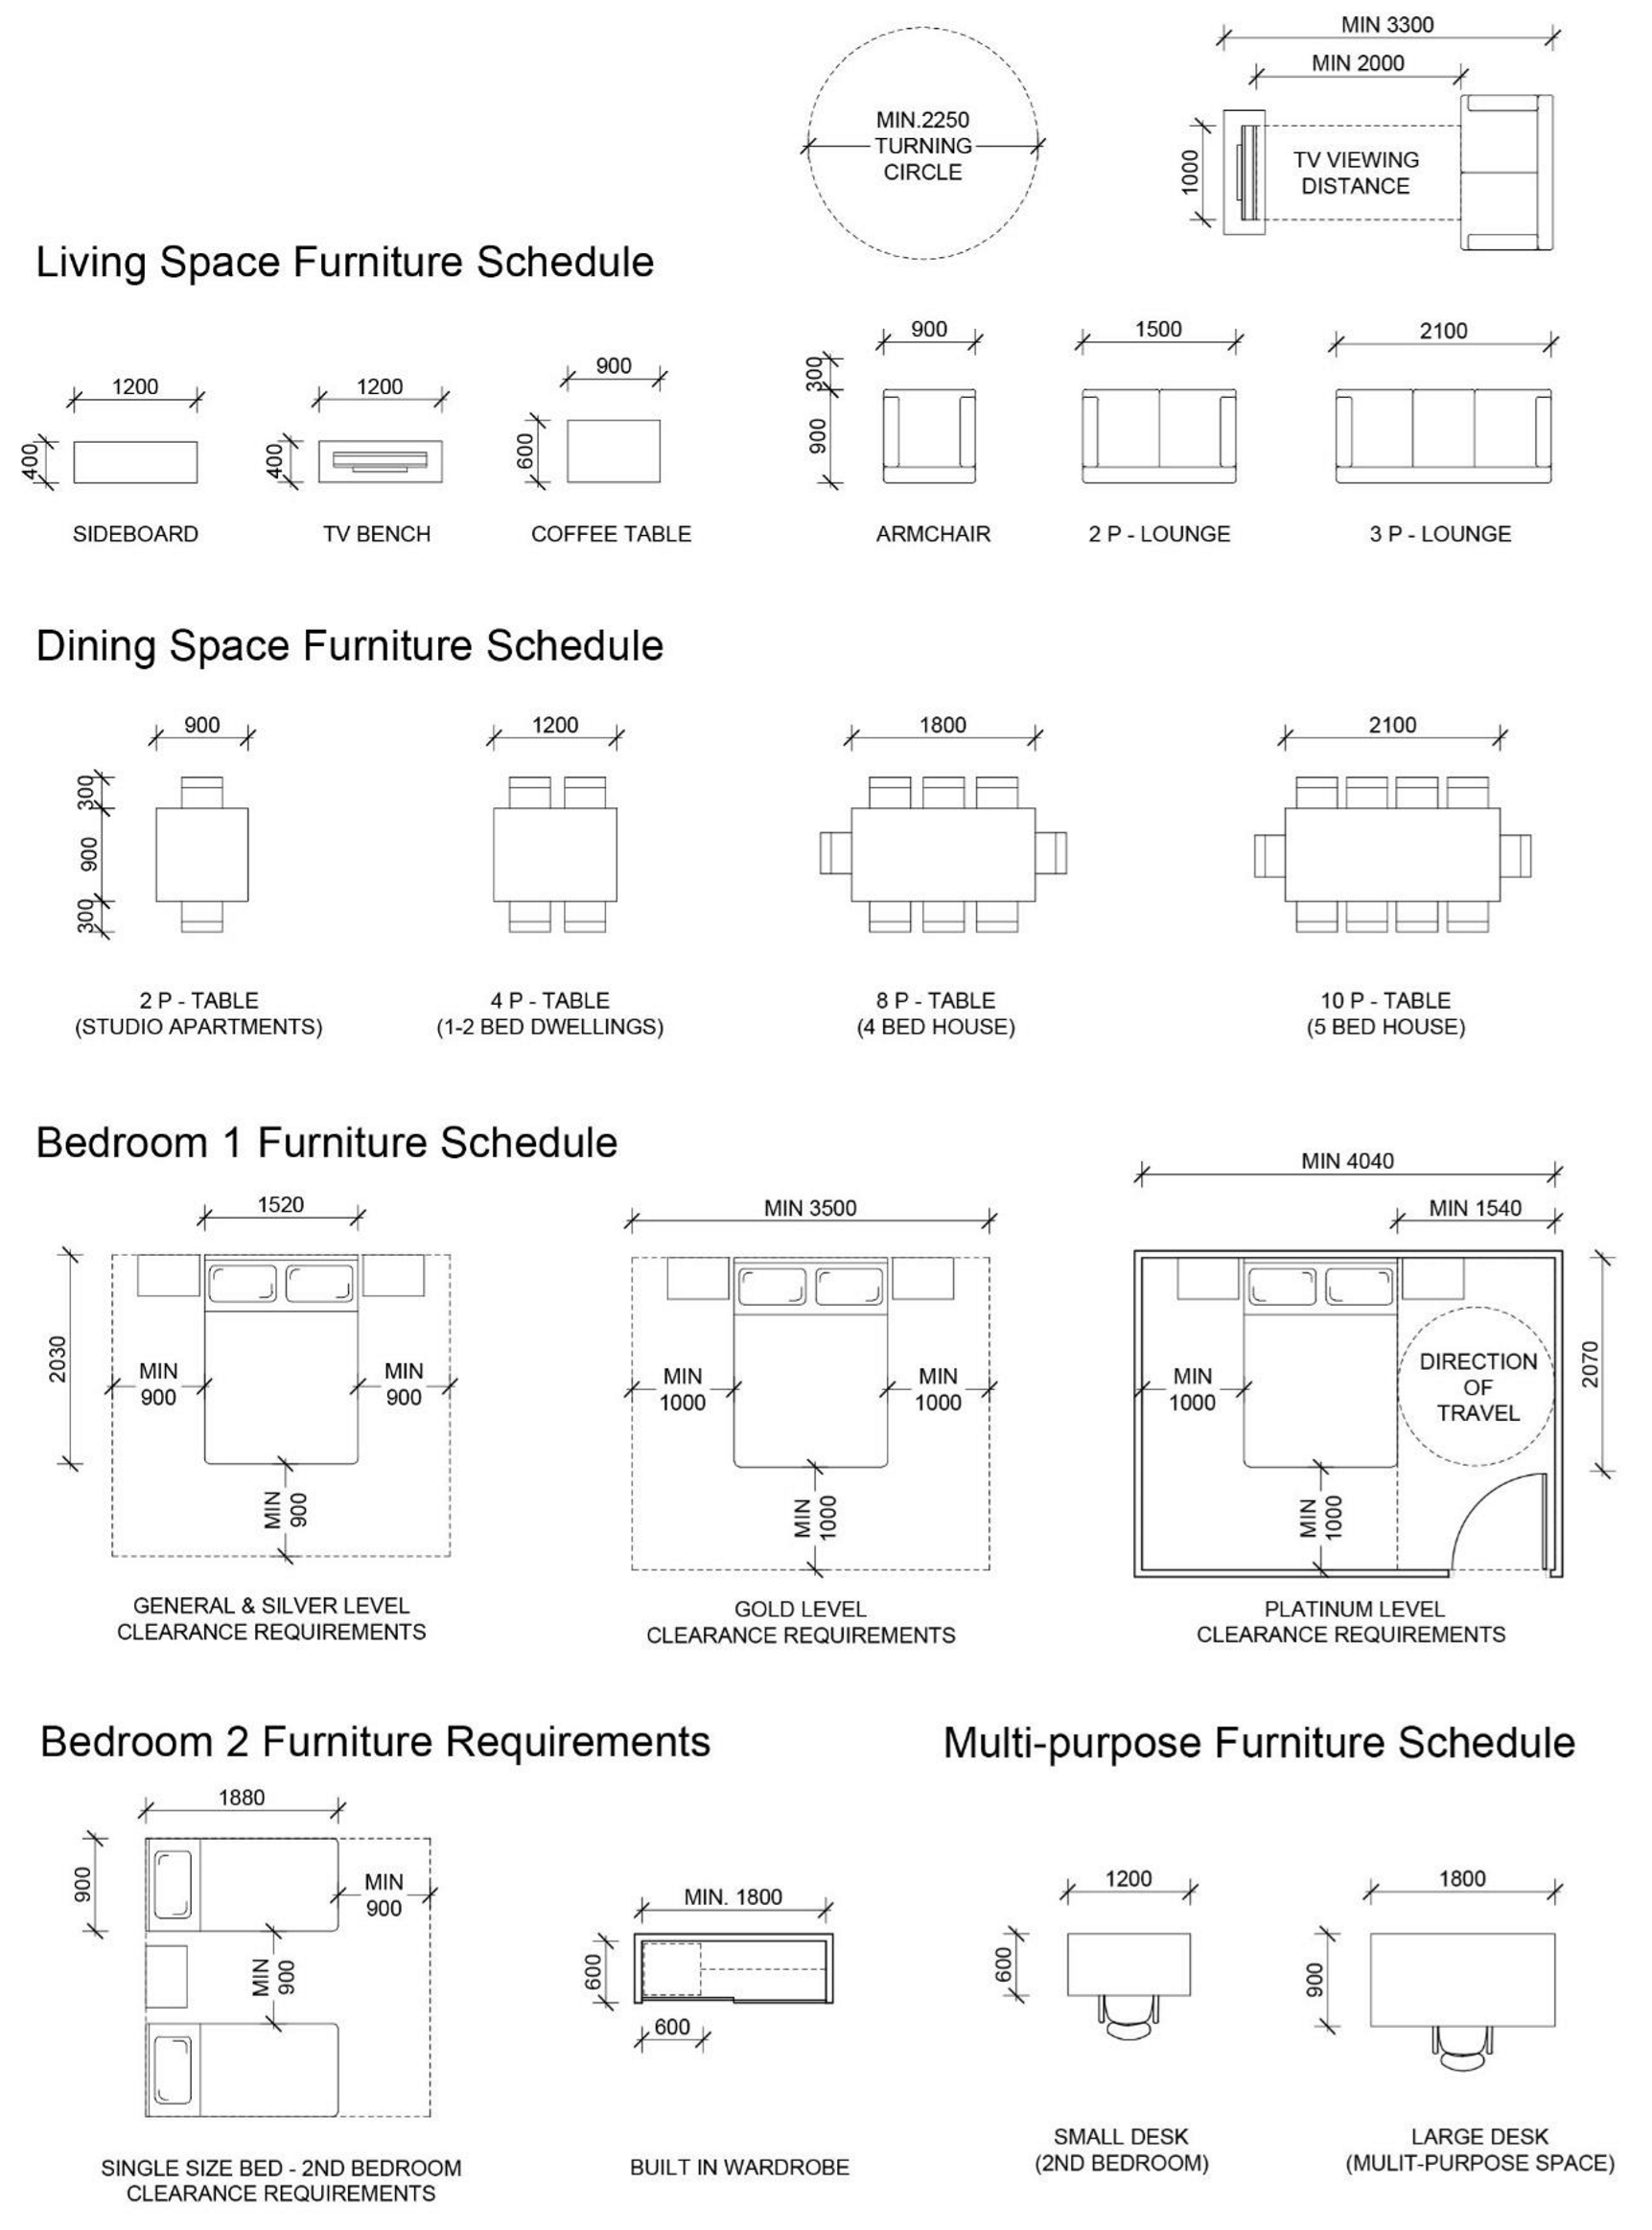 MIN 3300
MIN 2000
MIN.2250
TURNING
CIRCLE
1000
TV VIEWING
DISTANCE
Living Space Furniture Schedule
1200
400
SIDEBOARD
1200
400
TV BENCH
900
600
COFFEE TABLE
900
300
900
ARMCHAIR
1500
2 P - LOUNGE
2100
3 P - LOUNGE
Dining Space Furniture Schedule
900
300
900
300
2 P - TABLE
(STUDIO APARTMENTS)
1200
4 P - TABLE
(1-2 BED DWELLINGS)
1800
8 P - TABLE
(4 BED HOUSE)
2100
10 P - TABLE
(5 BED HOUSE)
Bedroom 1 Furniture Schedule
1520
2030
MIN
900
MIN
900
MIN
900
GENERAL & SILVER LEVEL
CLEARANCE REQUIREMENTS
MIN 3500
MIN
1000
MIN
1000
MIN
1000
GOLD LEVEL
CLEARANCE REQUIREMENTS
MIN 4040
MIN 1540
MIN
1000
DIRECTION
OF
TRAVEL
2070
MIN
1000
PLATINUM LEVEL
CLEARANCE REQUIREMENTS
Bedroom 2 Furniture Requirements
1880
900
MIN
900
MIN
900
SINGLE SIZE BED - 2ND BEDROOM
CLEARANCE REQUIREMENTS
MIN. 1800
600
600
BUILT IN WARDROBE
Multi-purpose Furniture Schedule
1200
600
SMALL DESK
(2ND BEDROOM)
1800
900
LARGE DESK
(MULIT-PURPOSE SPACE)